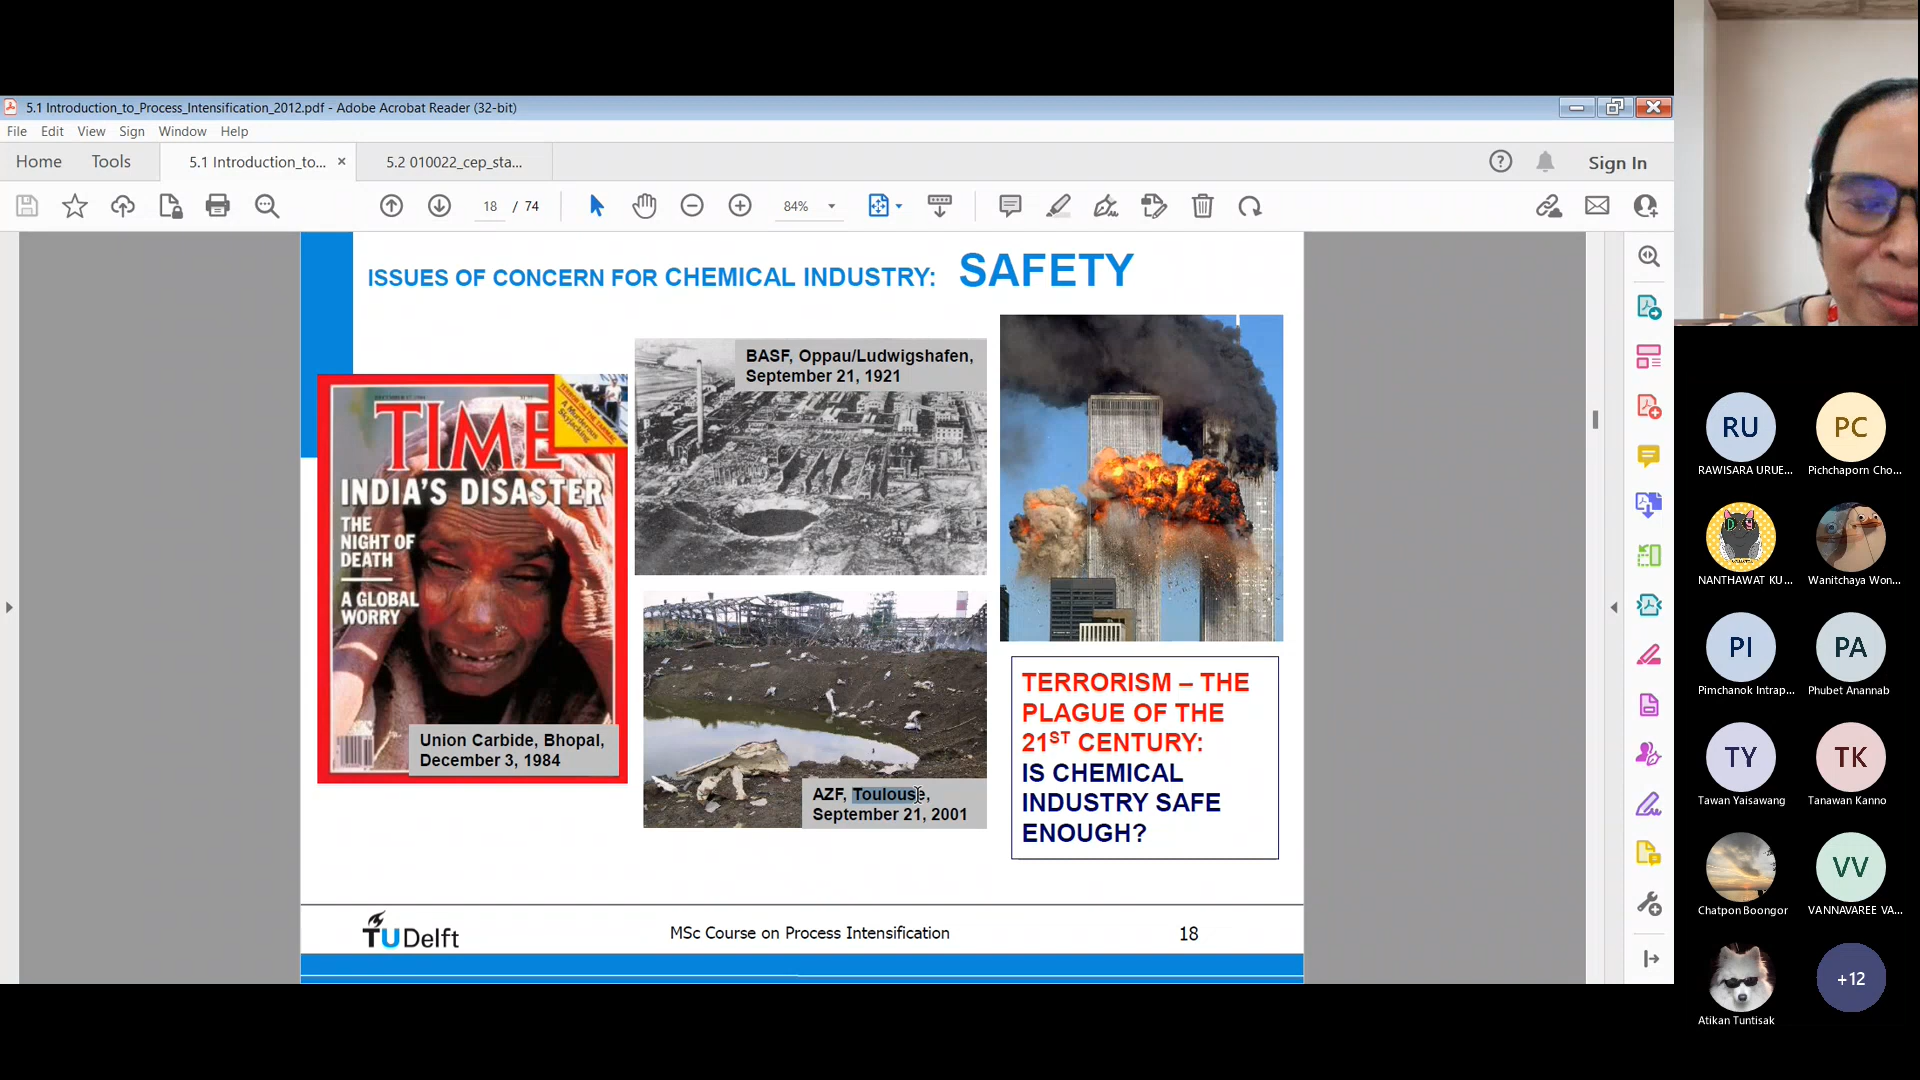 5.1 Introduction_to_Process_Intensification_2012.pdf - Adobe Acrobat Reader (32-bit)
File Edit View Sign Window Help
Home Tools 5.1 Introduction_to... × 5.2 010022_cep_sta... Sign In
18 / 74 84%
ISSUES OF CONCERN FOR CHEMICAL INDUSTRY: SAFETY
TIME
INDIA'S DISASTER
THE
NIGHT OF
DEATH
A GLOBAL
WORRY
Union Carbide, Bhopal,
December 3, 1984
BASF, Oppau/Ludwigshafen,
September 21, 1921
AZF, Toulouse,
September 21, 2001
TERRORISM – THE
PLAGUE OF THE
21ST CENTURY:
IS CHEMICAL
INDUSTRY SAFE
ENOUGH?
TU Delft
MSc Course on Process Intensification
18
RU PC
RAWISARA URUE... Pichchaporn Cho...
NANTHAWAT KU... Wanitchaya Won...
PI PA
Pimchanok Intrap... Phubet Anannab
TY TK
Tawan Yaisawang Tanawan Kanno
VV
Chatpon Boongor VANNAVAREE VA...
+12
Atikan Tuntisak